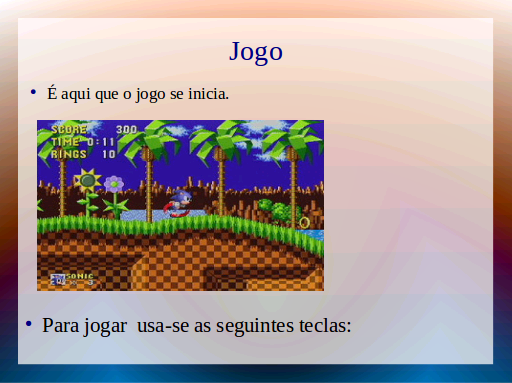 Jogo
É aqui que o jogo se inicia.
SCORE 300
TIME 0:11
RINGS 10
SONIC
3
Para jogar usa-se as seguintes teclas: